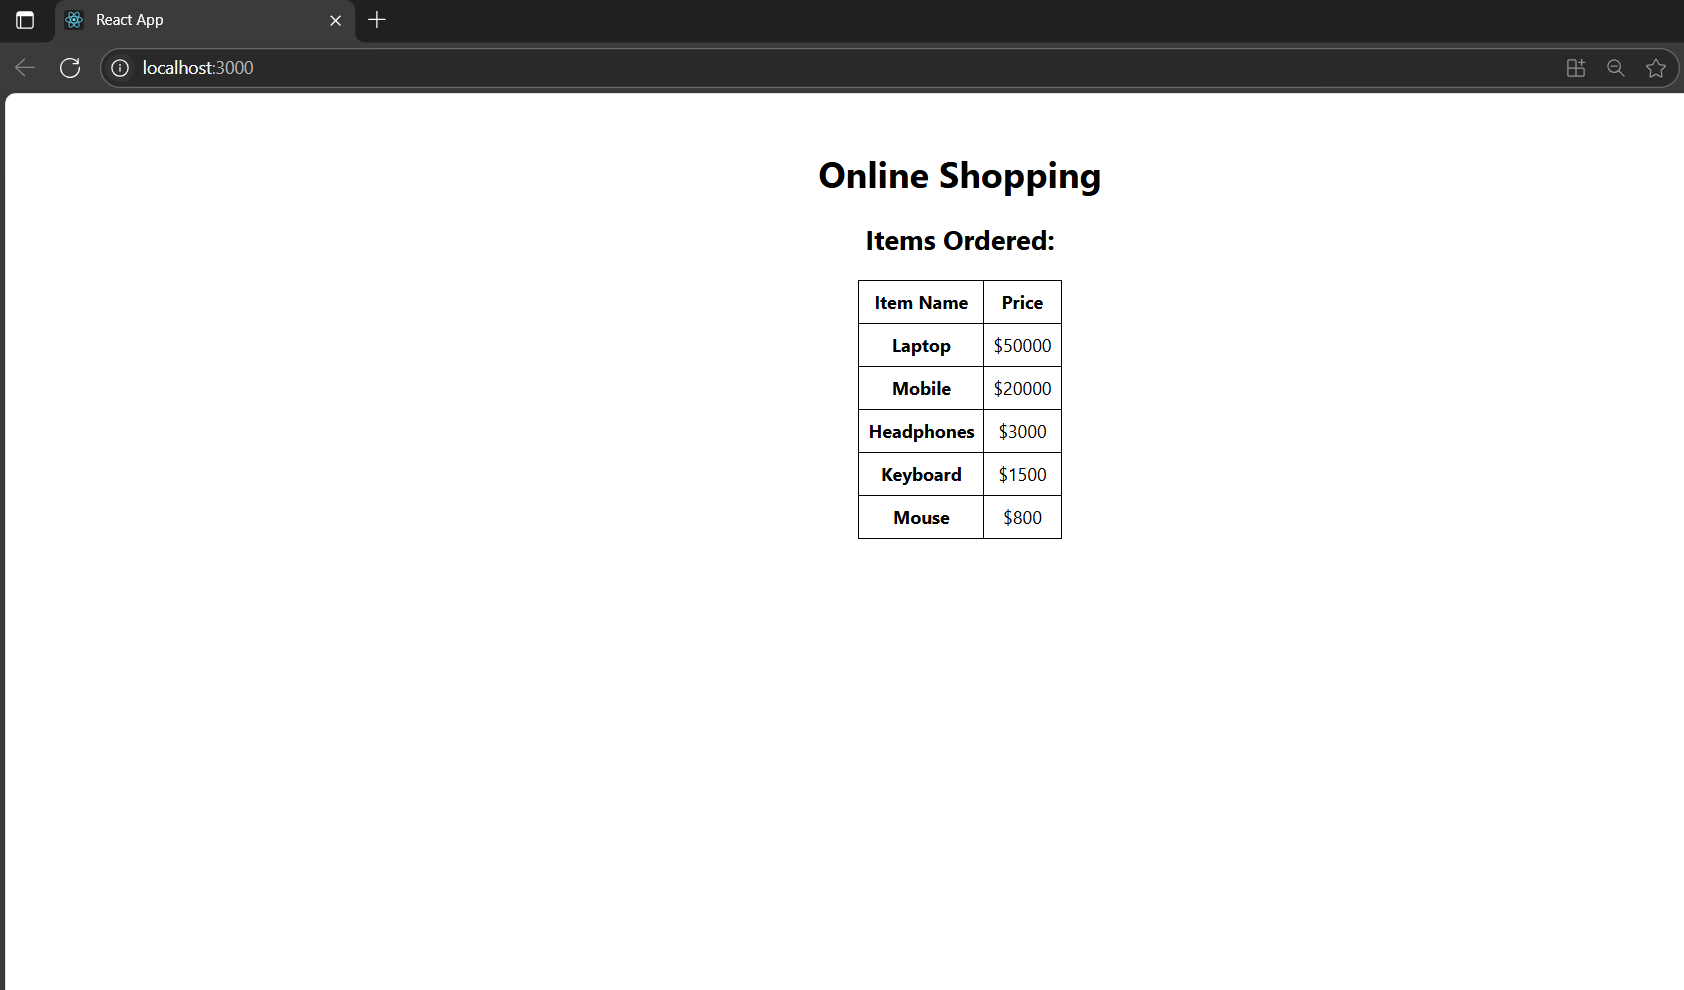 React App
localhost:3000
Online Shopping
Items Ordered:
Item Name Price
Laptop $50000
Mobile $20000
Headphones $3000
Keyboard $1500
Mouse $800